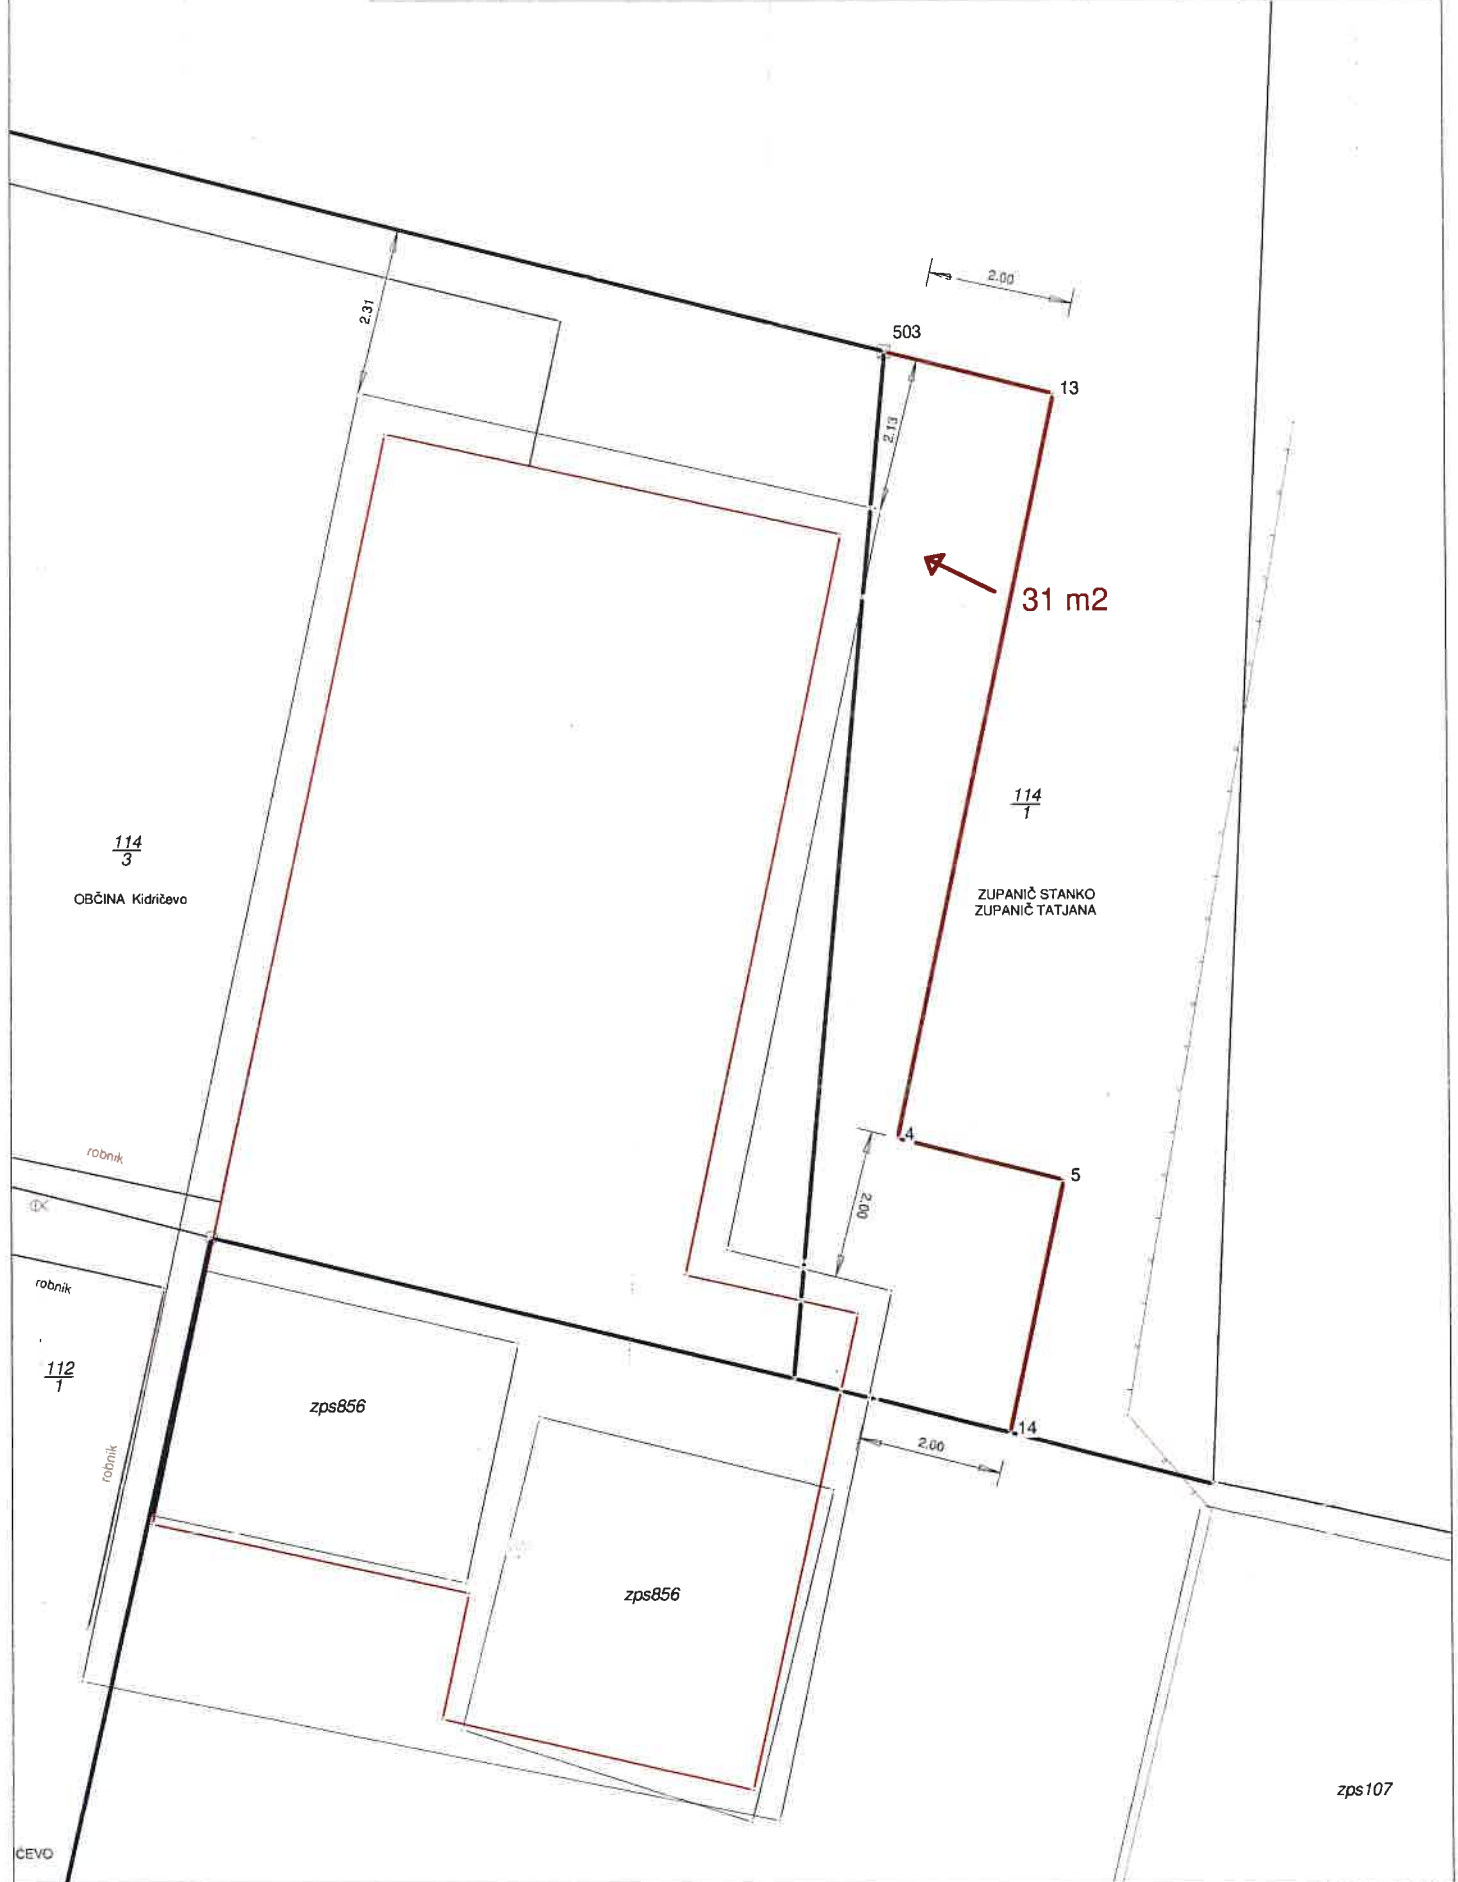 2.00
503
2.31
13
2.13
31 m2
114
1
114
3
OBČINA Kidričevo
ZUPANIČ STANKO
ZUPANIČ TATJANA
4
robnik
5
2.00
robnik
112
1
zps856
14
2.00
robnik
zps856
zps107
ČEVO